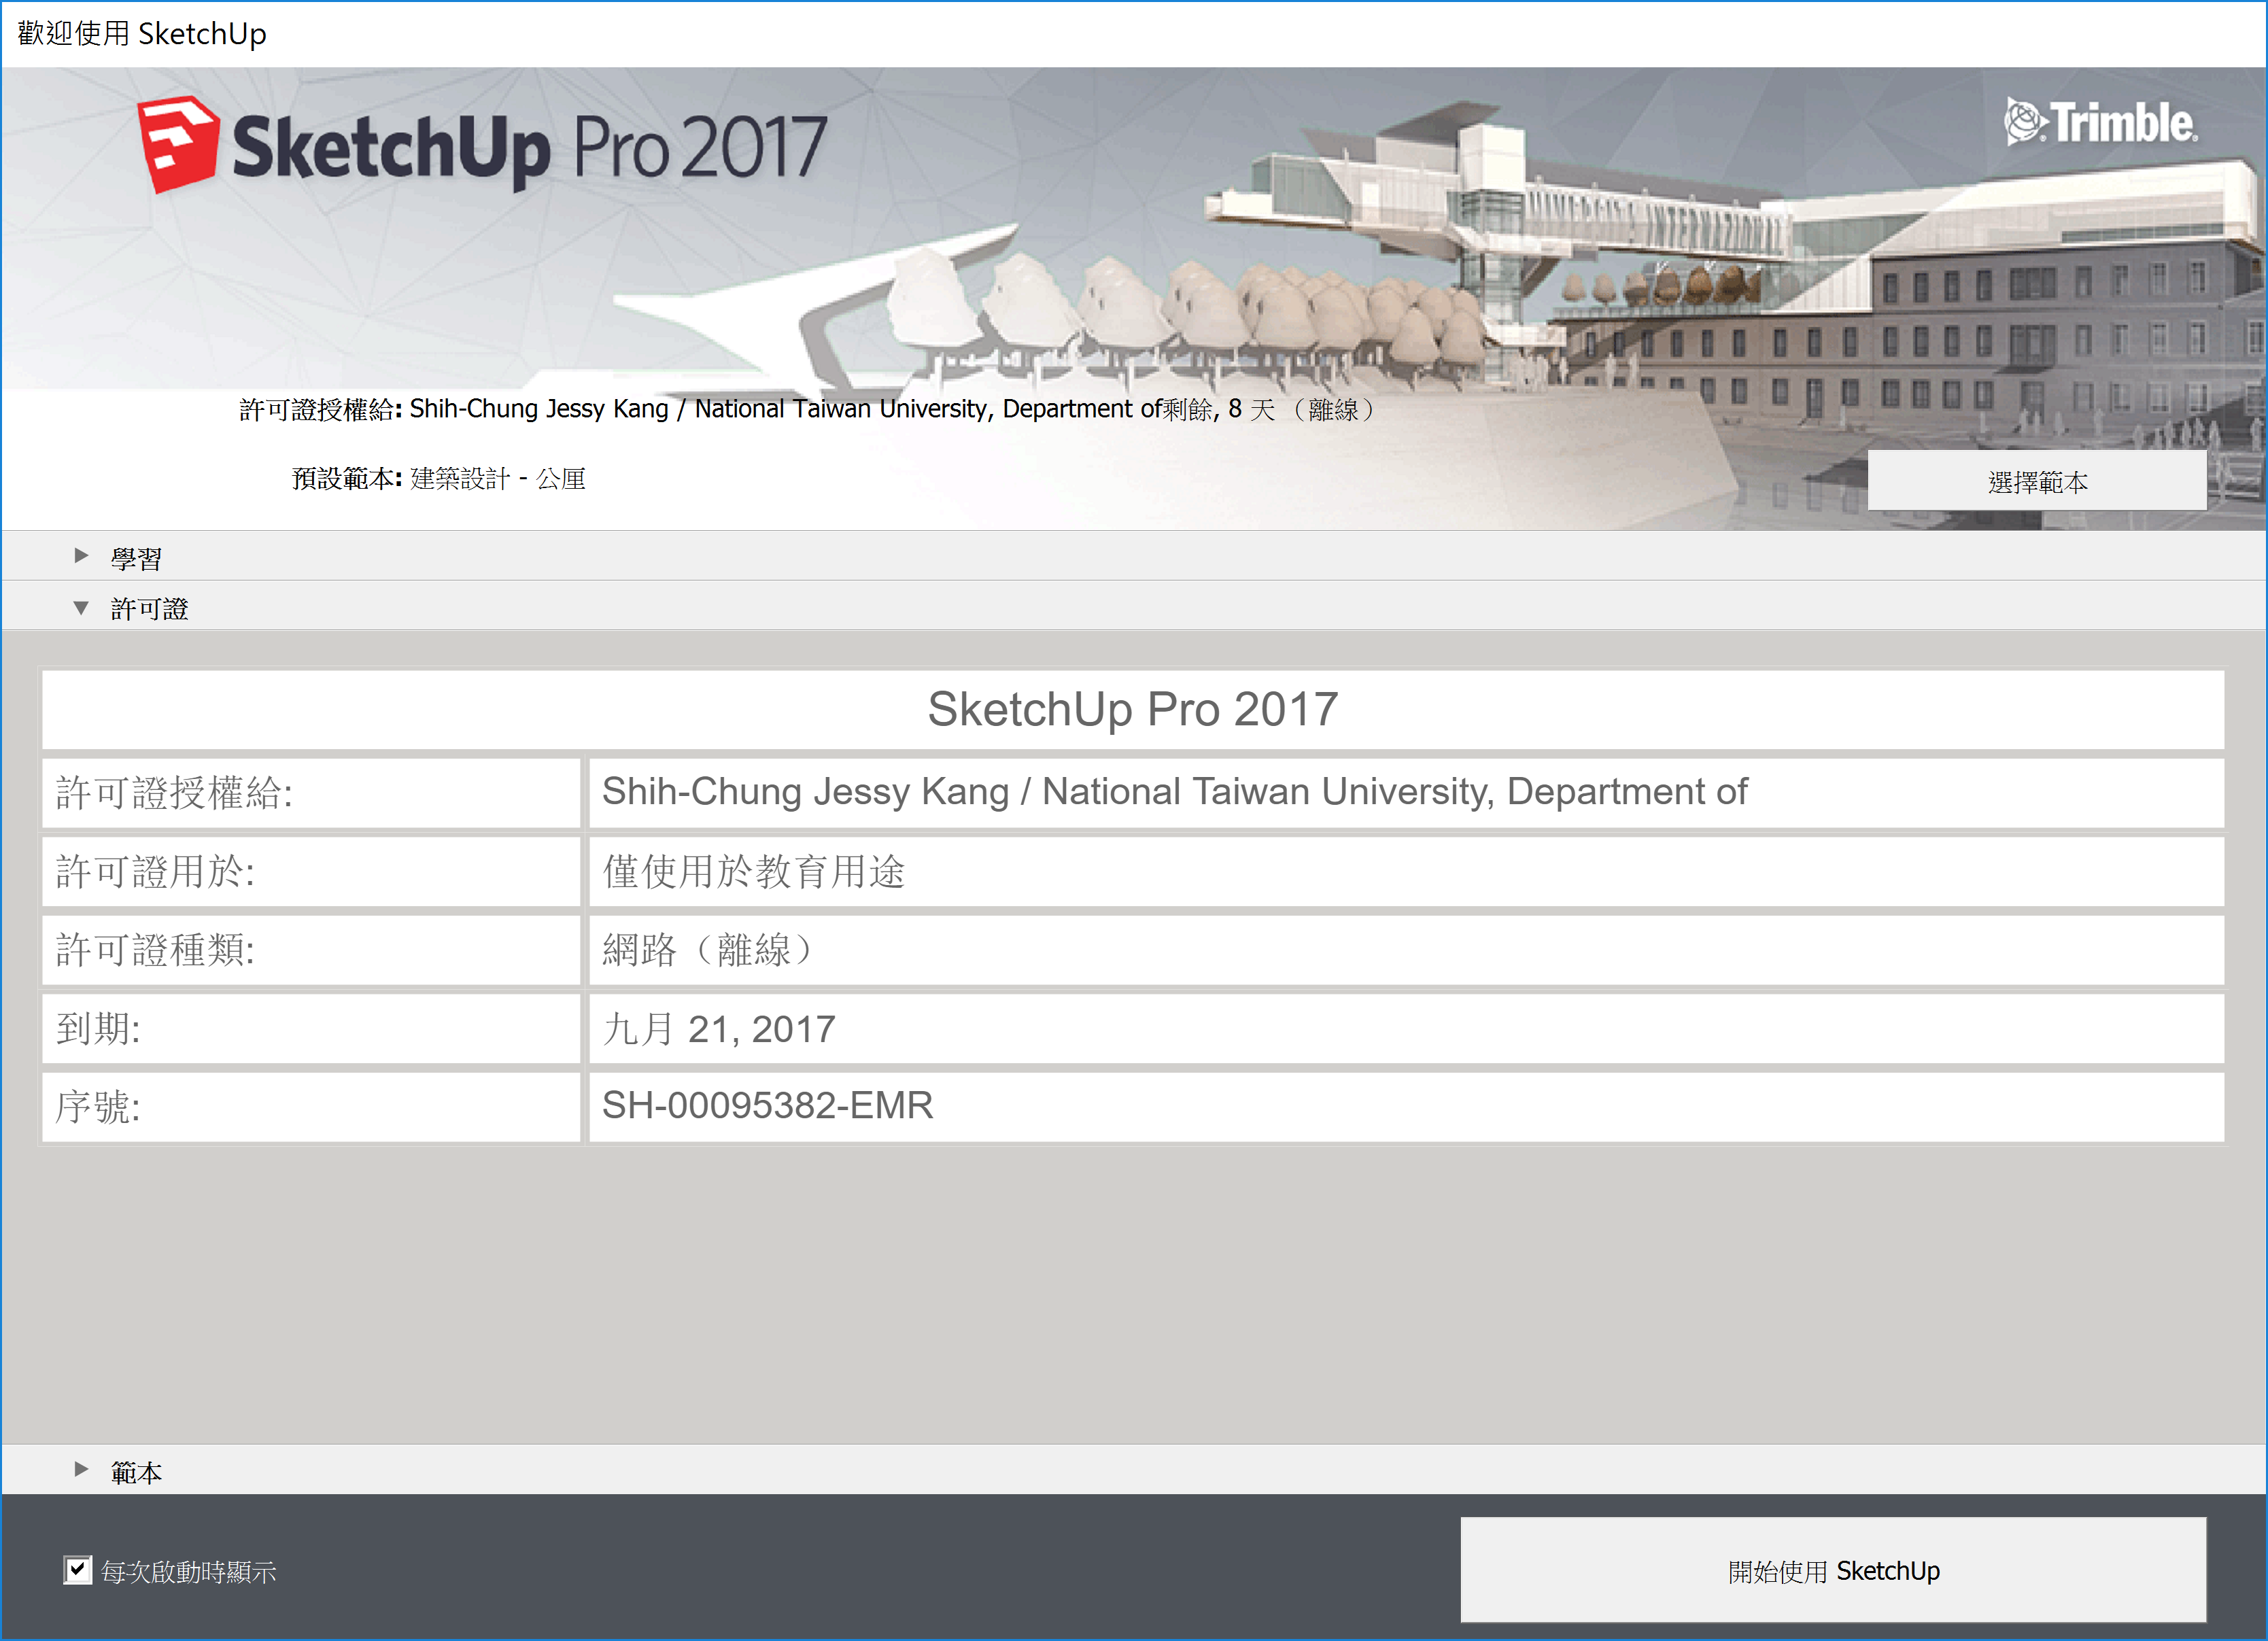 歡迎使用 SketchUp
SketchUp Pro 2017
Trimble.
UNIVERSITÀ INTERNAZIONAL
許可證授權給: Shih-Chung Jessy Kang / National Taiwan University, Department of剩餘, 8 天 （離線）
預設範本: 建築設計 - 公厘
選擇範本
學習
許可證
SketchUp Pro 2017
許可證授權給: Shih-Chung Jessy Kang / National Taiwan University, Department of
許可證用於: 僅使用於教育用途
許可證種類: 網路（離線）
到期: 九月 21, 2017
序號: SH-00095382-EMR
範本
每次啟動時顯示
開始使用 SketchUp